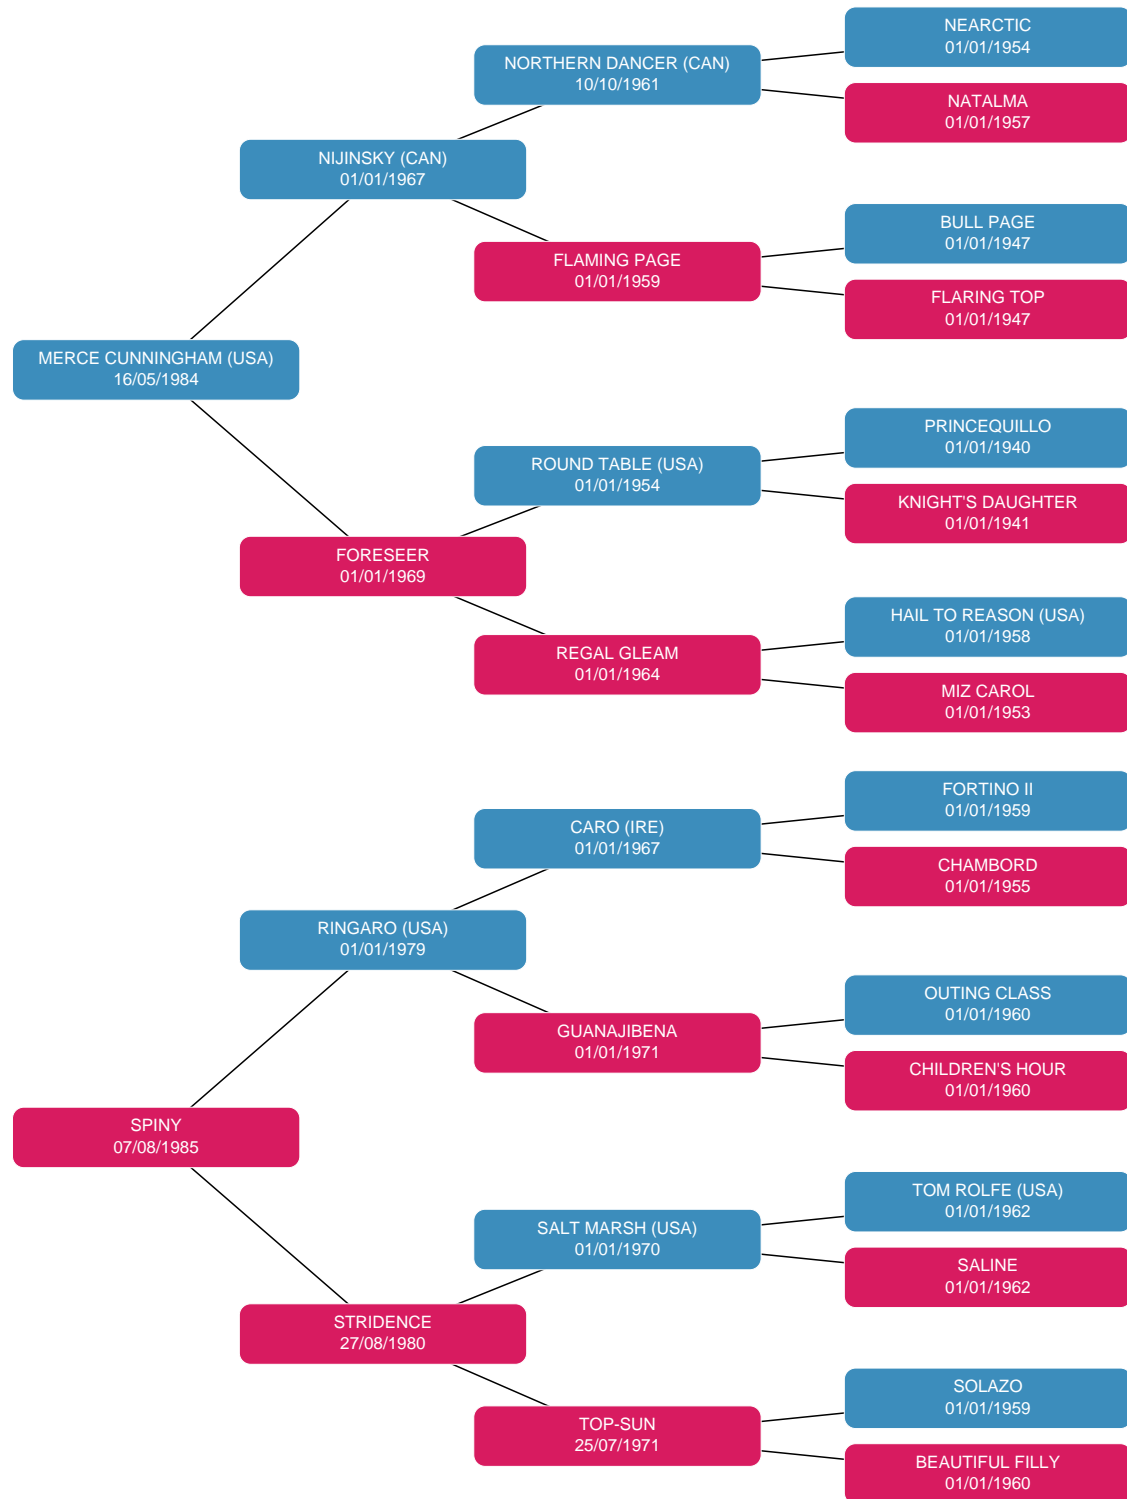 NEARCTIC
01/01/1954
NORTHERN DANCER (CAN)
10/10/1961
NATALMA
01/01/1957
NIJINSKY (CAN)
01/01/1967
BULL PAGE
01/01/1947
FLAMING PAGE
01/01/1959
FLARING TOP
01/01/1947
MERCE CUNNINGHAM (USA)
16/05/1984
PRINCEQUILLO
01/01/1940
ROUND TABLE (USA)
01/01/1954
KNIGHT'S DAUGHTER
01/01/1941
FORESEER
01/01/1969
HAIL TO REASON (USA)
01/01/1958
REGAL GLEAM
01/01/1964
MIZ CAROL
01/01/1953
FORTINO II
01/01/1959
CARO (IRE)
01/01/1967
CHAMBORD
01/01/1955
RINGARO (USA)
01/01/1979
OUTING CLASS
01/01/1960
GUANAJIBENA
01/01/1971
CHILDREN'S HOUR
01/01/1960
SPINY
07/08/1985
TOM ROLFE (USA)
01/01/1962
SALT MARSH (USA)
01/01/1970
SALINE
01/01/1962
STRIDENCE
27/08/1980
SOLAZO
01/01/1959
TOP-SUN
25/07/1971
BEAUTIFUL FILLY
01/01/1960